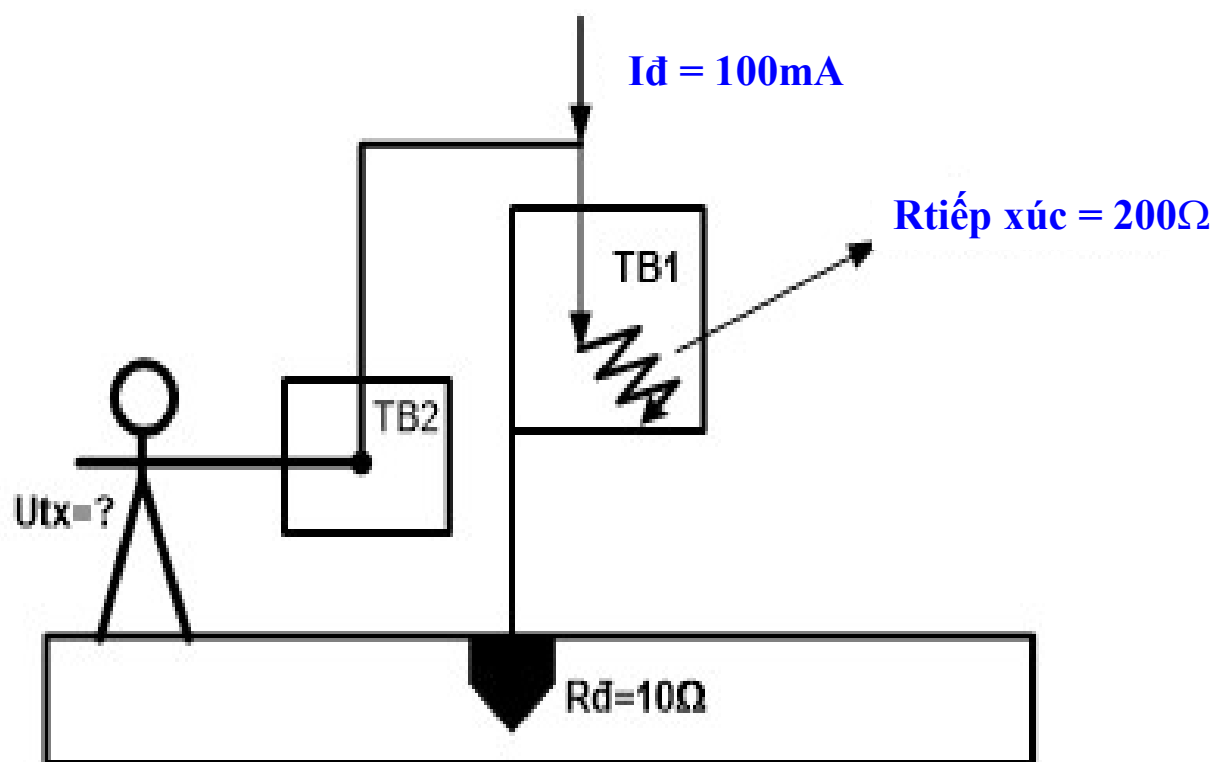 Iđ = 100mA
Rtiếp xúc = 200Ω
TB1
TB2
Utx=?
Rđ=10Ω